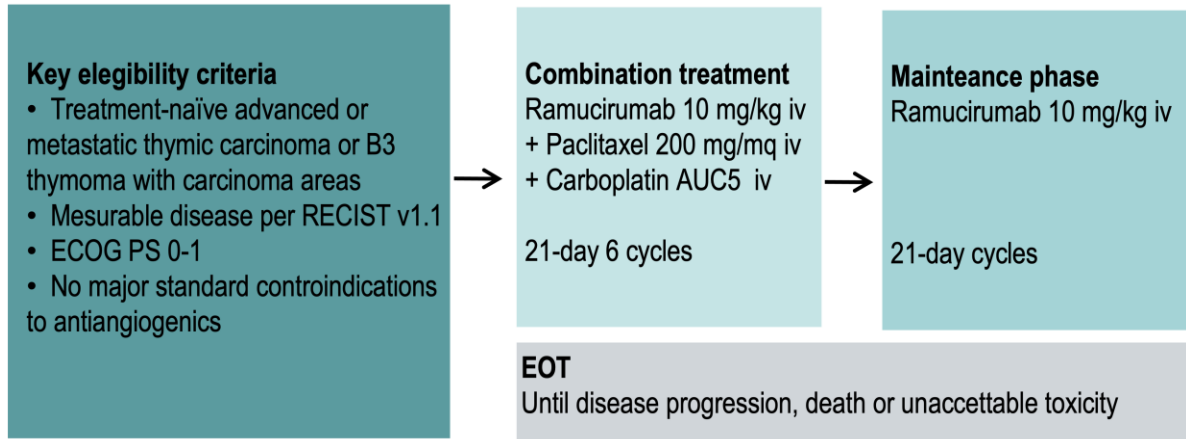 Key elegibility criteria
• Treatment-naïve advanced or
metastatic thymic carcinoma or B3
thymoma with carcinoma areas
• Mesurable disease per RECIST v1.1
• ECOG PS 0-1
• No major standard controindications
to antiangiogenics
Combination treatment
Ramucirumab 10 mg/kg iv
+ Paclitaxel 200 mg/mq iv
+ Carboplatin AUC5 iv
21-day 6 cycles
Mainteance phase
Ramucirumab 10 mg/kg iv
21-day cycles
EOT
Until disease progression, death or unaccettable toxicity